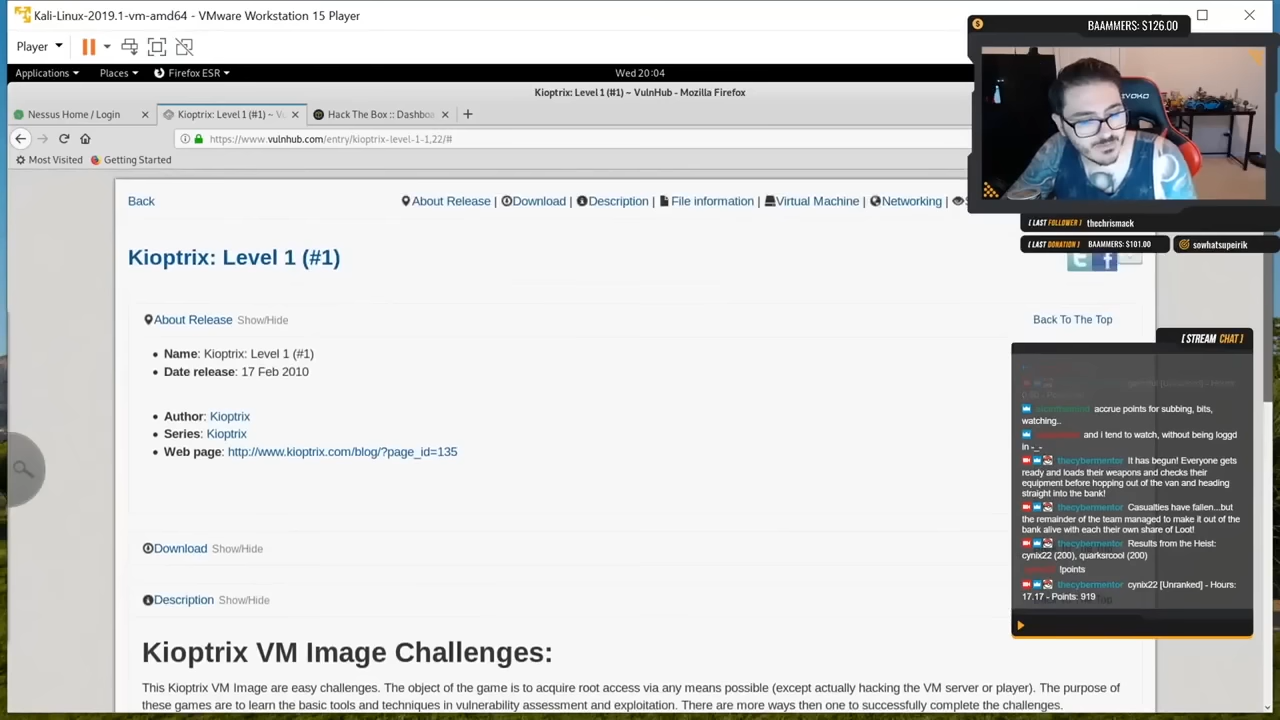 Kali-Linux-2019.1-vm-amd64 - VMware Workstation 15 Player
BAAMMERS: $126.00
Player
Applications
Places
Firefox ESR
Wed 20:04
Kioptrix: Level 1 (#1) ~ VulnHub - Mozilla Firefox
Nessus Home / Login
Kioptrix: Level 1 (#1) ~ Vu
Hack The Box :: Dashboa
https://www.vulnhub.com/entry/kioptrix-level-1-1,22/#
Most Visited
Getting Started
Back
About Release | Download | Description | File information | Virtual Machine | Networking |
[ LAST FOLLOWER ] thechrismack
[ LAST DONATION ] BAAMMERS: $101.00
sowhatsupeirik
Kioptrix: Level 1 (#1)
About Release Show/Hide
Back To The Top
Name: Kioptrix: Level 1 (#1)
Date release: 17 Feb 2010
Author: Kioptrix
Series: Kioptrix
Web page: http://www.kioptrix.com/blog/?page_id=135
Download Show/Hide
Description Show/Hide
Kioptrix VM Image Challenges:
This Kioptrix VM Image are easy challenges. The object of the game is to acquire root access via any means possible (except actually hacking the VM server or player). The purpose of
these games are to learn the basic tools and techniques in vulnerability assessment and exploitation. There are more ways then one to successfully complete the challenges.
[ STREAM CHAT ]
accrue points for subbing, bits,
watching..
and i tend to watch, without being loggd
in -_-
thecybermentor It has begun! Everyone gets
ready and loads their weapons and checks their
equipment before hopping out of the van and heading
straight into the bank!
thecybermentor Casualties have fallen...but
the remainder of the team managed to make it out of the
bank alive with each their own share of Loot!
thecybermentor Results from the Heist:
cynix22 (200), quarksrcool (200)
!points
thecybermentor cynix22 [Unranked] - Hours:
17.17 - Points: 919